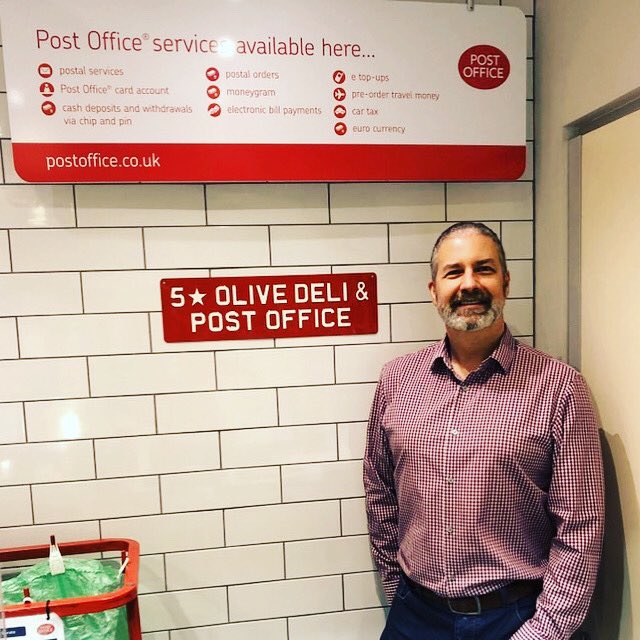 Post Office® services available here...
POST
OFFICE
postal services
Post Office® card account
cash deposits and withdrawals
via chip and pin
postal orders
moneygram
electronic bill payments
e top-ups
pre-order travel money
car tax
euro currency
postoffice.co.uk
5★ OLIVE DELI &
POST OFFICE